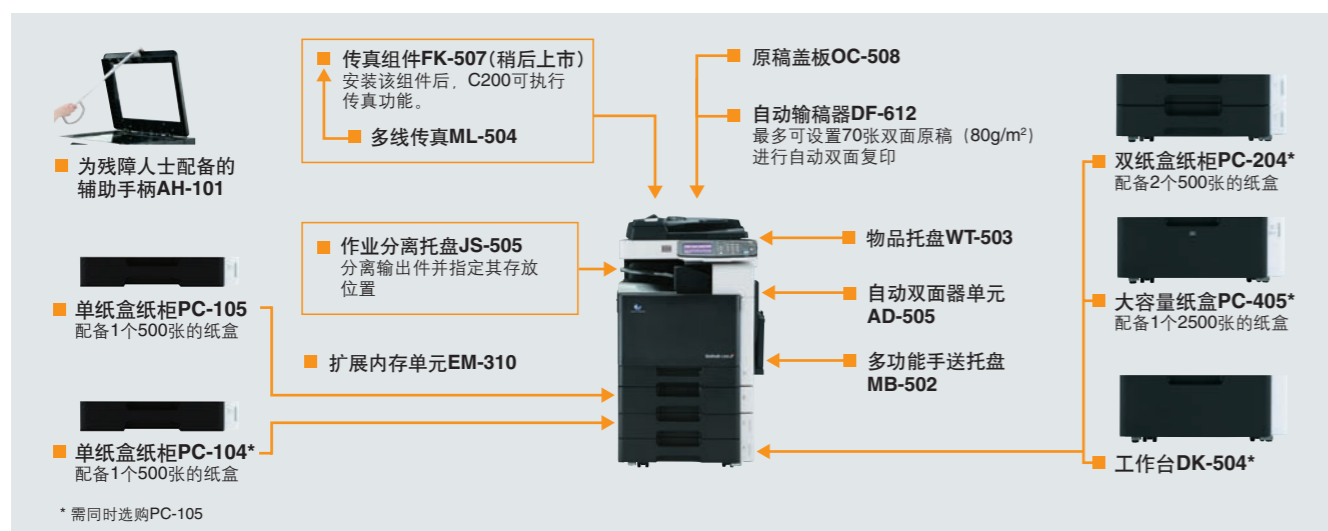 传真组件FK-507（稍后上市）
安装该组件后，C200可执行
传真功能。
多线传真ML-504
原稿盖板OC-508
自动输稿器DF-612
最多可设置70张双面原稿（80g/m²）
进行自动双面复印
为残障人士配备的
辅助手柄AH-101
双纸盒纸柜PC-204*
配备2个500张的纸盒
作业分离托盘JS-505
分离输出件并指定其存放
位置
物品托盘WT-503
单纸盒纸柜PC-105
配备1个500张的纸盒
自动双面器单元
AD-505
大容量纸盒PC-405*
配备1个2500张的纸盒
扩展内存单元EM-310
多功能手送托盘
MB-502
单纸盒纸柜PC-104*
配备1个500张的纸盒
工作台DK-504*
* 需同时选购PC-105